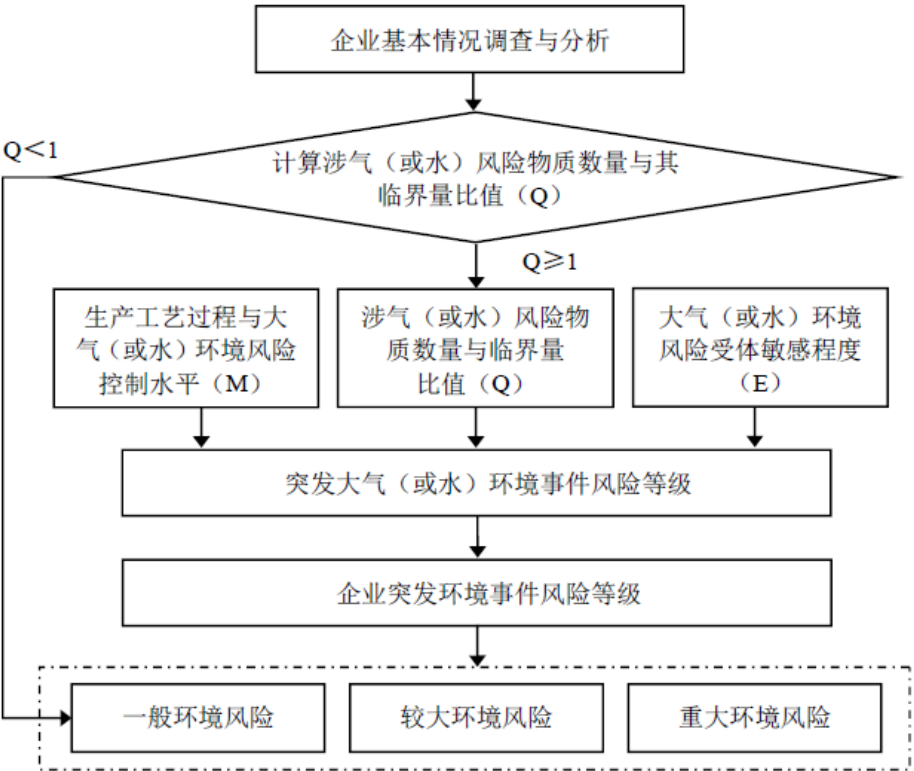 企业基本情况调查与分析
Q＜1
计算涉气（或水）风险物质数量与其
临界量比值（Q）
Q≥1
生产工艺过程与大
气（或水）环境风险
控制水平（M）
涉气（或水）风险物
质数量与临界量
比值（Q）
大气（或水）环境
风险受体敏感程度
（E）
突发大气（或水）环境事件风险等级
企业突发环境事件风险等级
一般环境风险
较大环境风险
重大环境风险